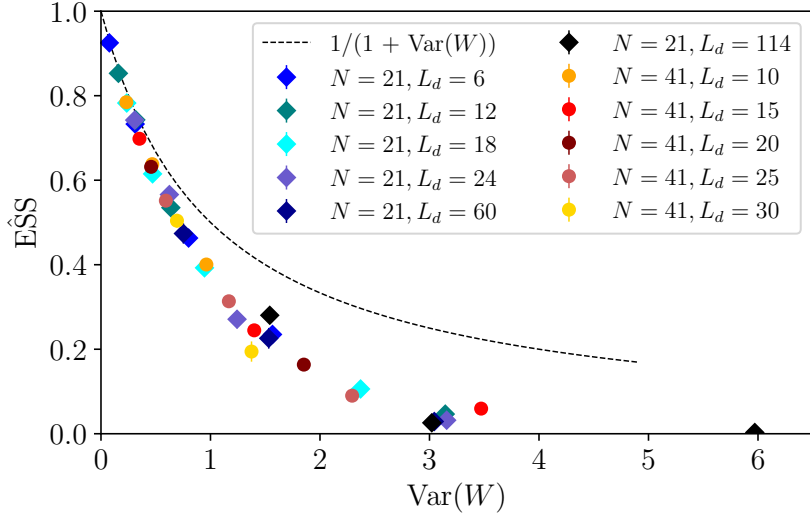 1.0
0.8
0.6
0.4
0.2
0.0
ÊSS
0
1
2
3
4
5
6
Var(W)
1/(1 + Var(W))
N = 21, L_d = 6
N = 21, L_d = 12
N = 21, L_d = 18
N = 21, L_d = 24
N = 21, L_d = 60
N = 21, L_d = 114
N = 41, L_d = 10
N = 41, L_d = 15
N = 41, L_d = 20
N = 41, L_d = 25
N = 41, L_d = 30